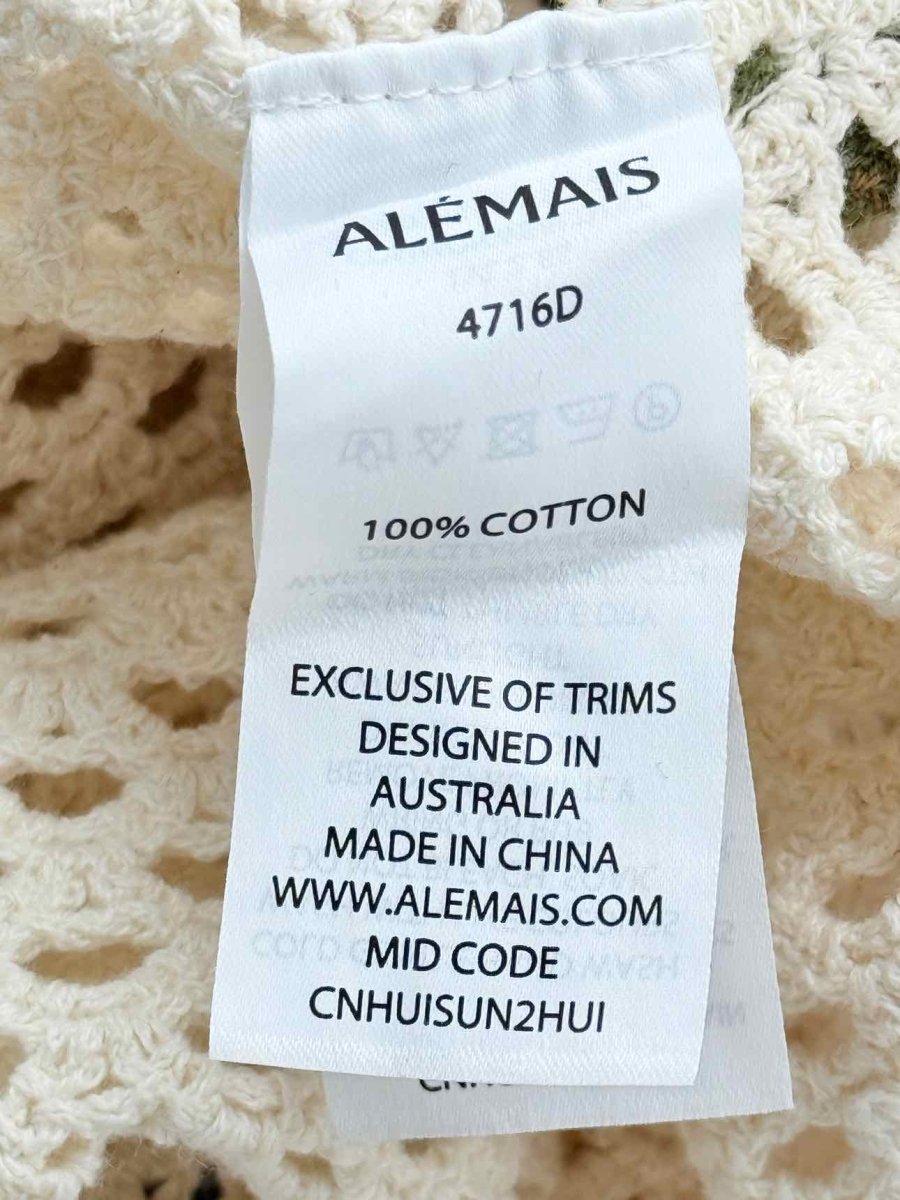 ALÉMAIS
4716D
100% COTTON
EXCLUSIVE OF TRIMS
DESIGNED IN
AUSTRALIA
MADE IN CHINA
WWW.ALEMAIS.COM
MID CODE
CNHUISUN2HUI